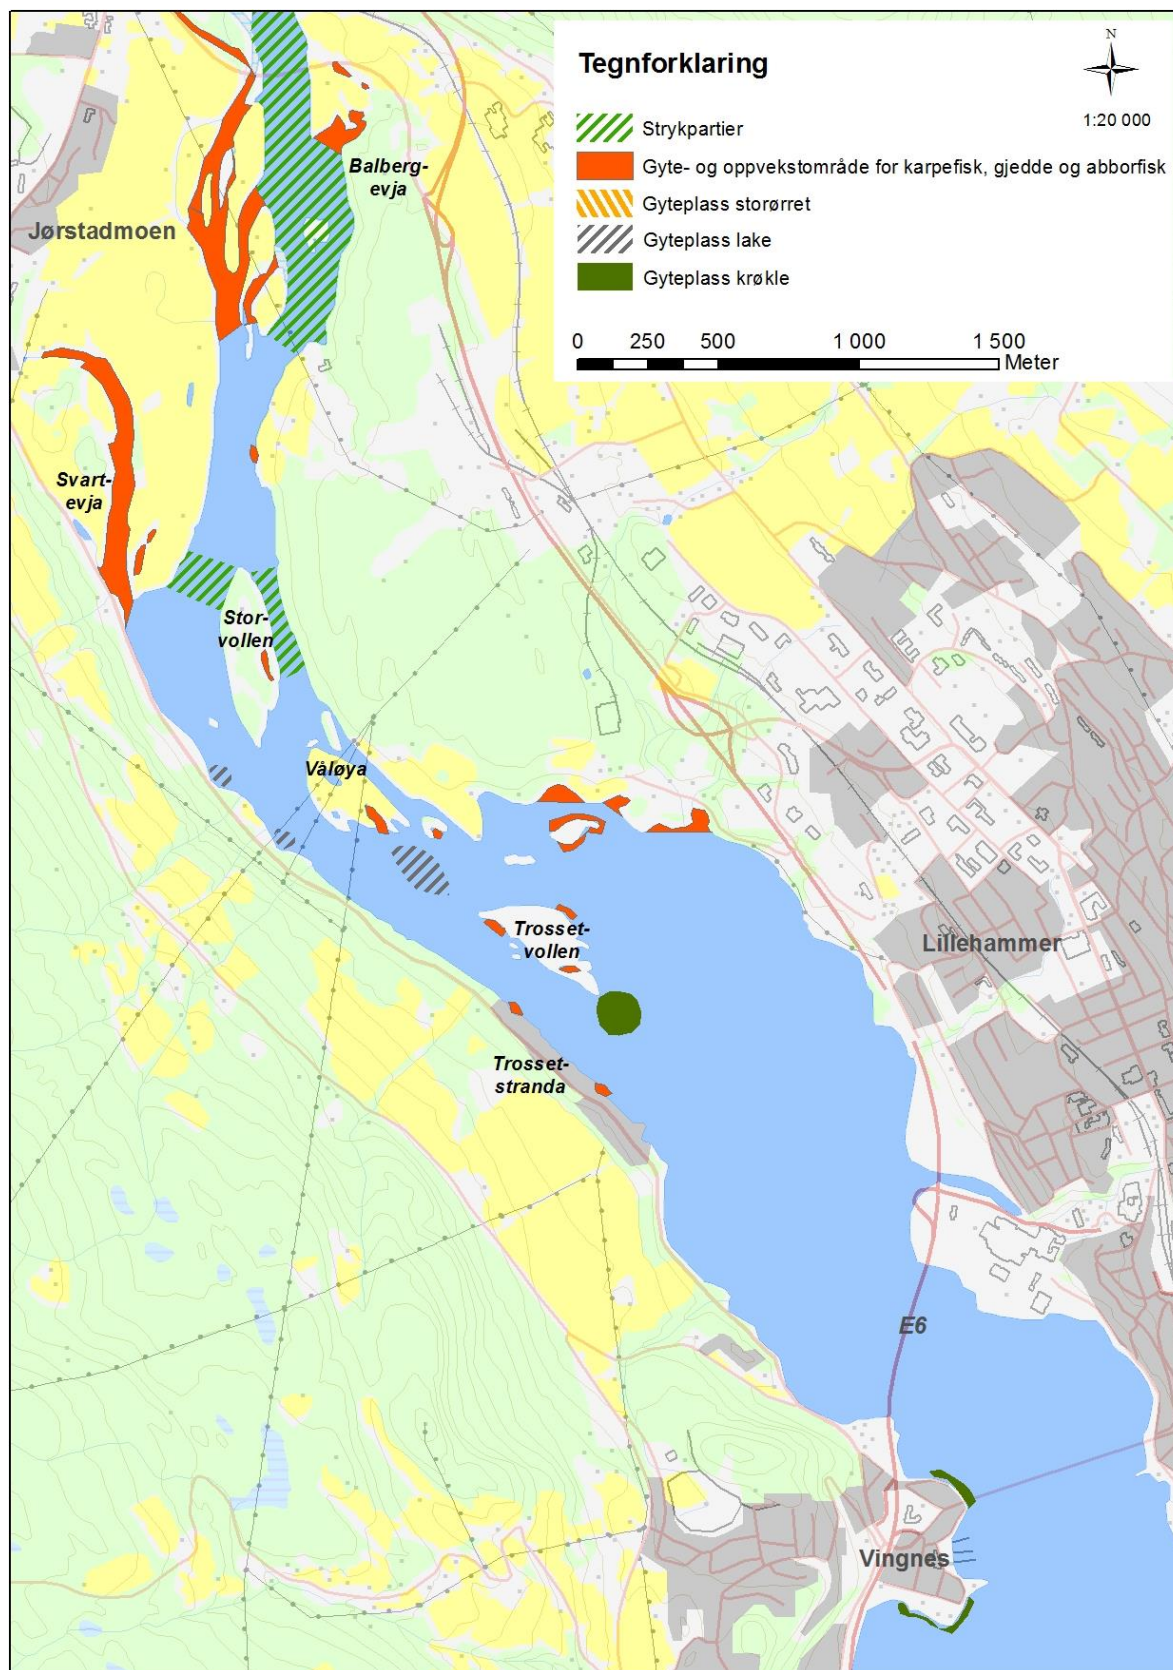 Tegnforklaring
N
1:20 000
Strykpartier
Gyte- og oppvekstområde for karpefisk, gjedde og abborfisk
Gyteplass storørret
Gyteplass lake
Gyteplass krøkle
0 250 500 1 000 1 500
Meter
Balberg-
evja
Jørstadmoen
Svart-
evja
Stor-
vollen
Våløya
Trosset-
vollen
Lillehammer
Trosset-
stranda
E6
Vingnes